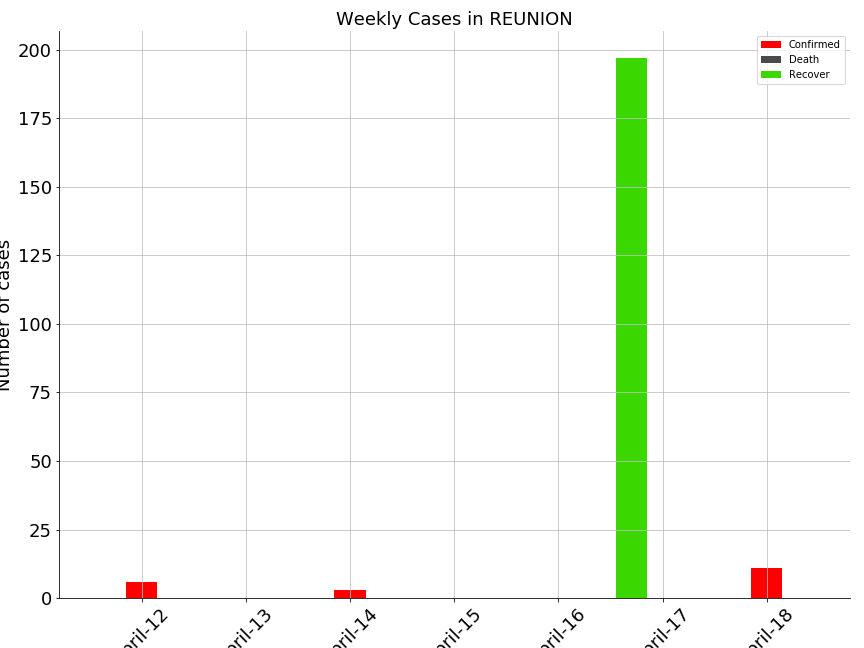 Weekly Cases in REUNION
Confirmed
Death
Recover
Number of cases
200
175
150
125
100
75
50
25
0
pril-12
pril-13
pril-14
pril-15
pril-16
pril-17
pril-18